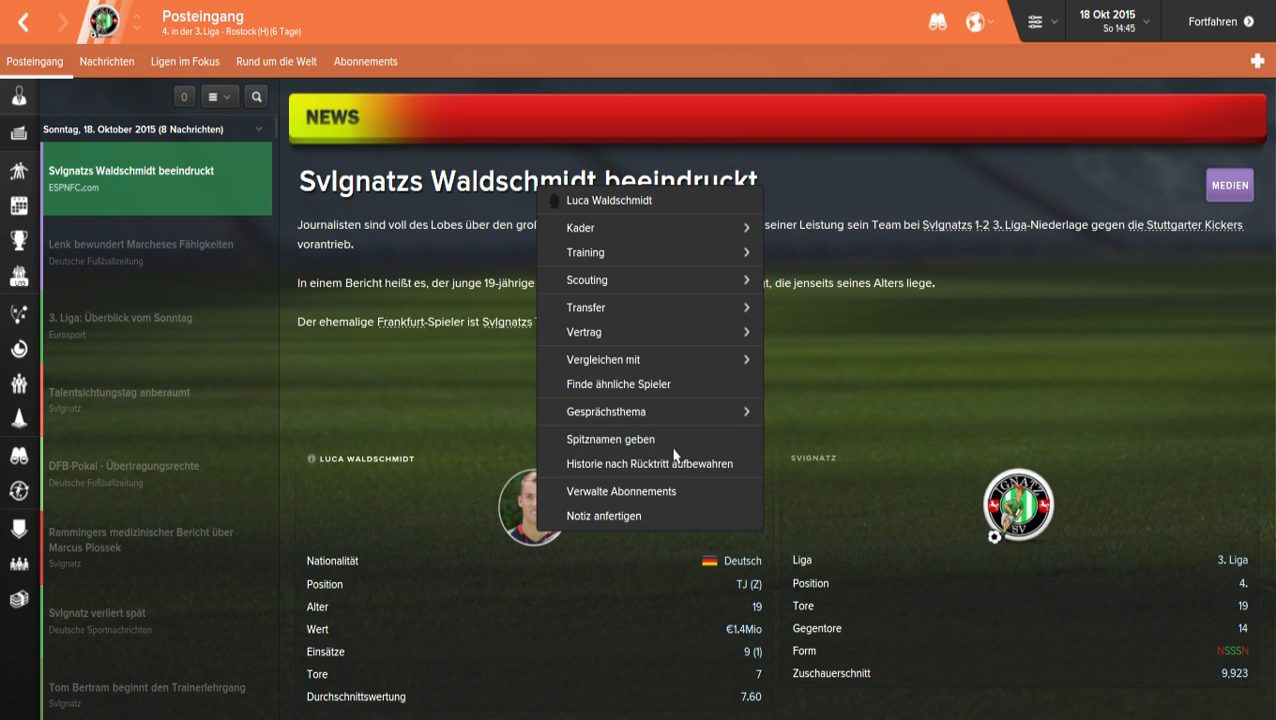 Posteingang
4. in der 3. Liga - Rostock (H) (6 Tage)
18 Okt 2015
So 14:45
Fortfahren
Posteingang
Nachrichten
Ligen im Fokus
Rund um die Welt
Abonnements
0
Sonntag, 18. Oktober 2015 (8 Nachrichten)
SvIgnatzs Waldschmidt beeindruckt
ESPNFC.com
Lenk bewundert Marcheses Fähigkeiten
Deutsche Fußballzeitung
3. Liga: Überblick vom Sonntag
Eurosport
Talentsichtungstag anberaumt
SvIgnatz
DFB-Pokal - Übertragungsrechte
Deutsche Fußballzeitung
Rammingers medizinischer Bericht über
Marcus Piossek
SvIgnatz
SvIgnatz verliert spät
Deutsche Sportnachrichten
Tom Bertram beginnt den Trainerlehrgang
SvIgnatz
U19
NEWS
SvIgnatzs Waldschmidt beeindruckt
MEDIEN
Journalisten sind voll des Lobes über den seiner Leistung sein Team bei SvIgnatzs 1-2 3. Liga-Niederlage gegen die Stuttgarter Kickers
vorantrieb.
In einem Bericht heißt es, der junge 19-jährige die jenseits seines Alters liege.
Der ehemalige Frankfurt-Spieler ist SvIgnatzs
Luca Waldschmidt
Kader
Training
Scouting
Transfer
Vertrag
Vergleichen mit
Finde ähnliche Spieler
Gesprächsthema
Spitznamen geben
Historie nach Rücktritt aufbewahren
Verwalte Abonnements
Notiz anfertigen
LUCA WALDSCHMIDT
Nationalität Deutsch
Position TJ (Z)
Alter 19
Wert €1.4Mio
Einsätze 9 (1)
Tore 7
Durchschnittswertung 7.60
SVIGNATZ
IGNATZ
SV
Liga 3. Liga
Position 4.
Tore 19
Gegentore 14
Form NSSSN
Zuschauerschnitt 9,923